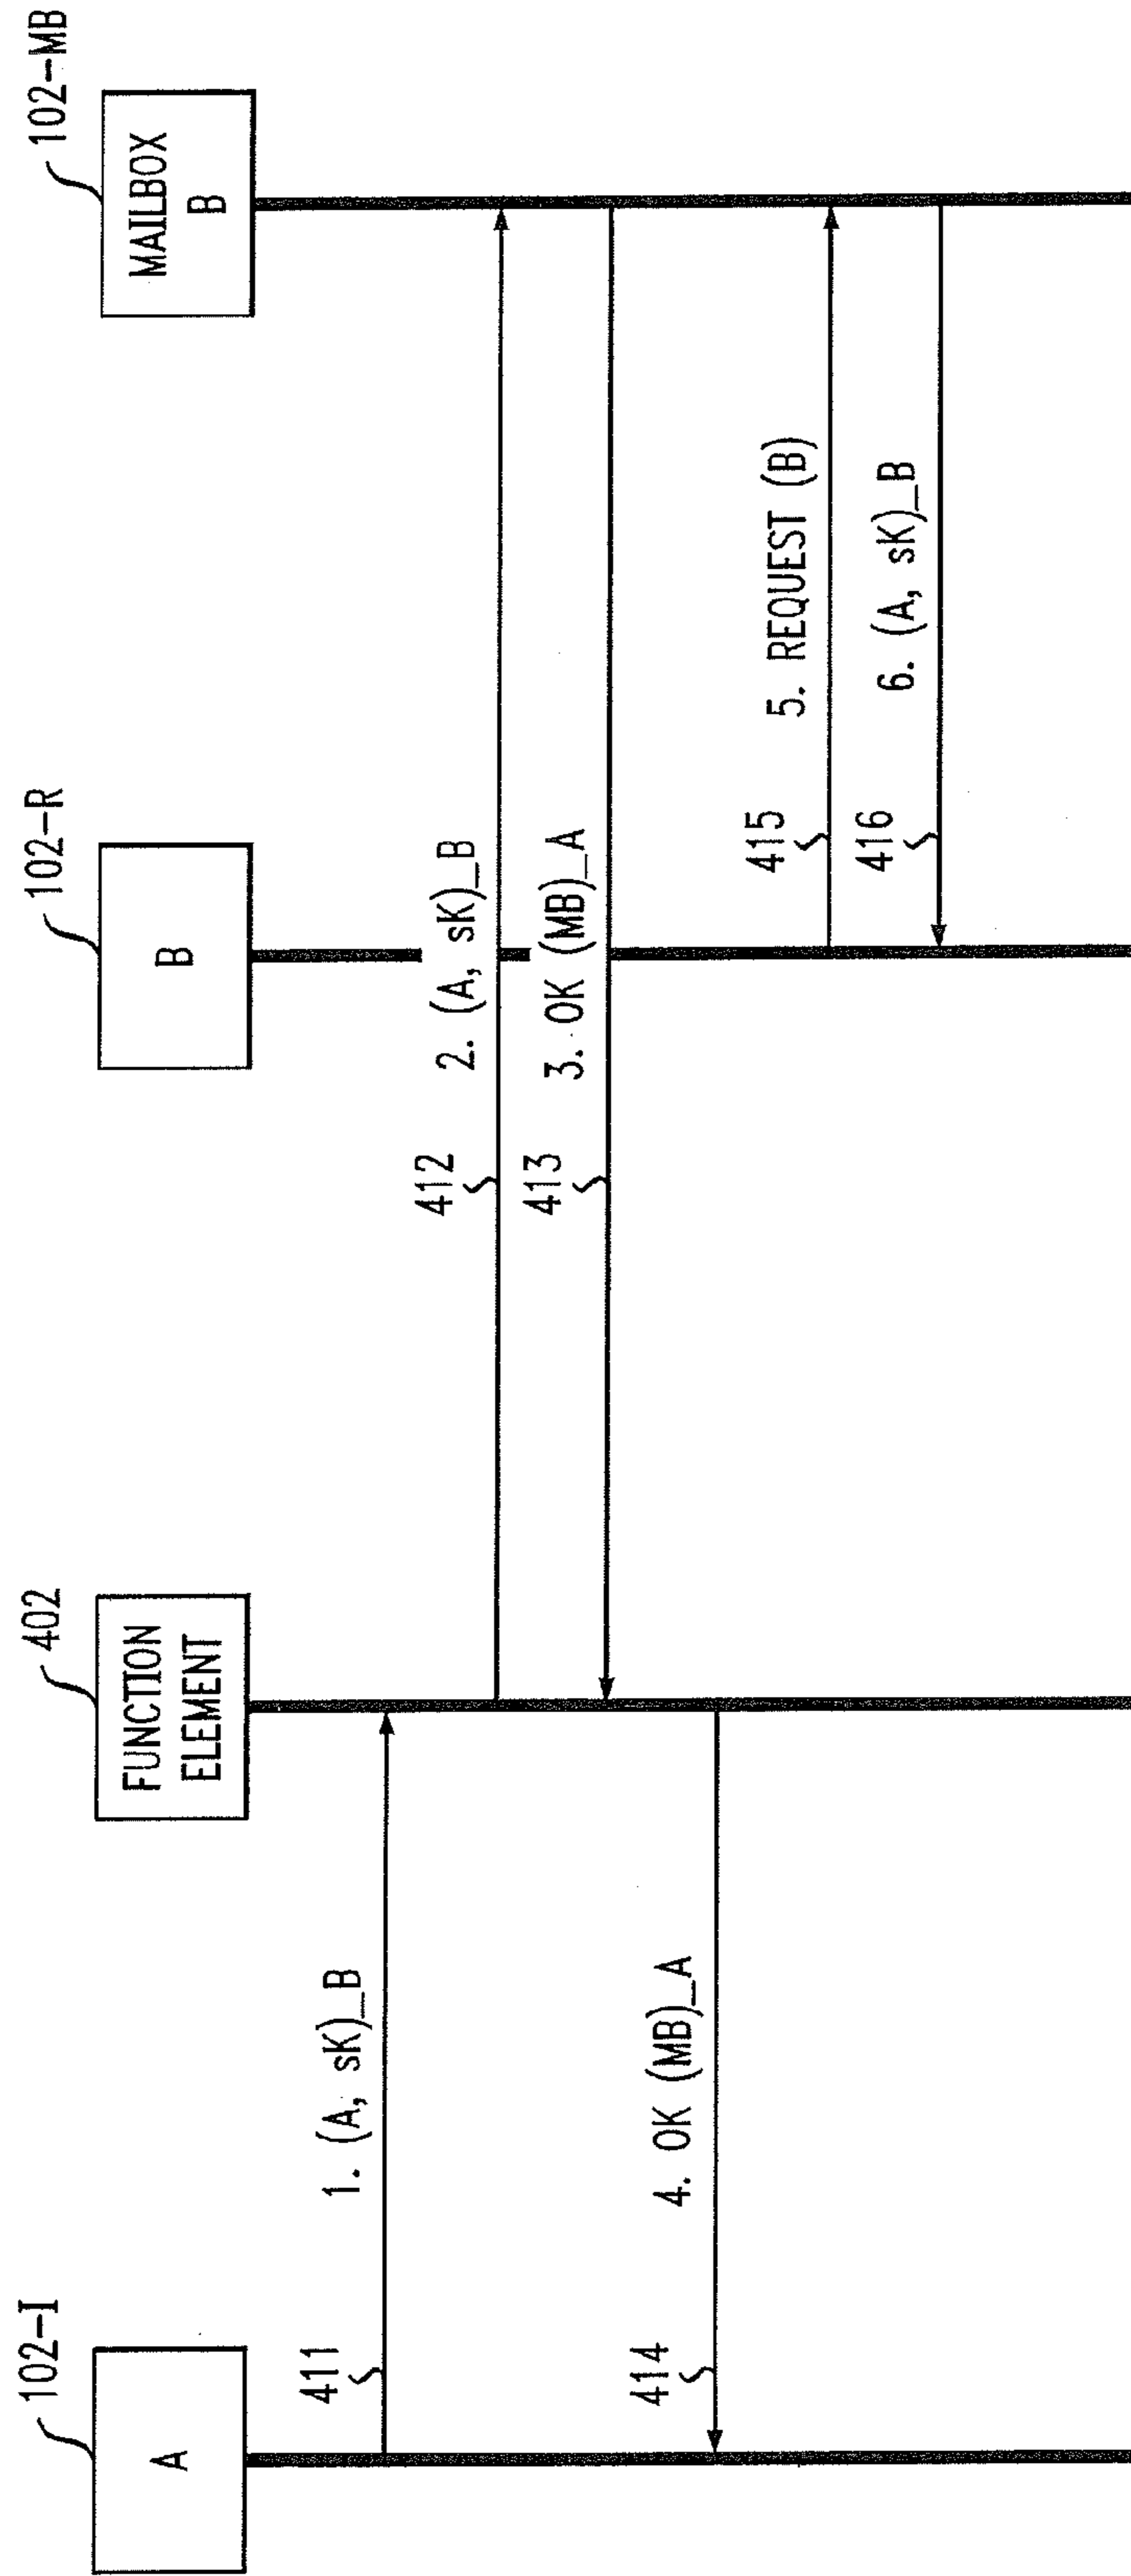 102-I
A
402
FUNCTION
ELEMENT
102-R
B
102-MB
MAILBOX
B
411
1. (A, sK)_B
412
2. (A, sK)_B
413
3. OK (MB)_A
414
4. OK (MB)_A
415
5. REQUEST (B)
416
6. (A, sK)_B